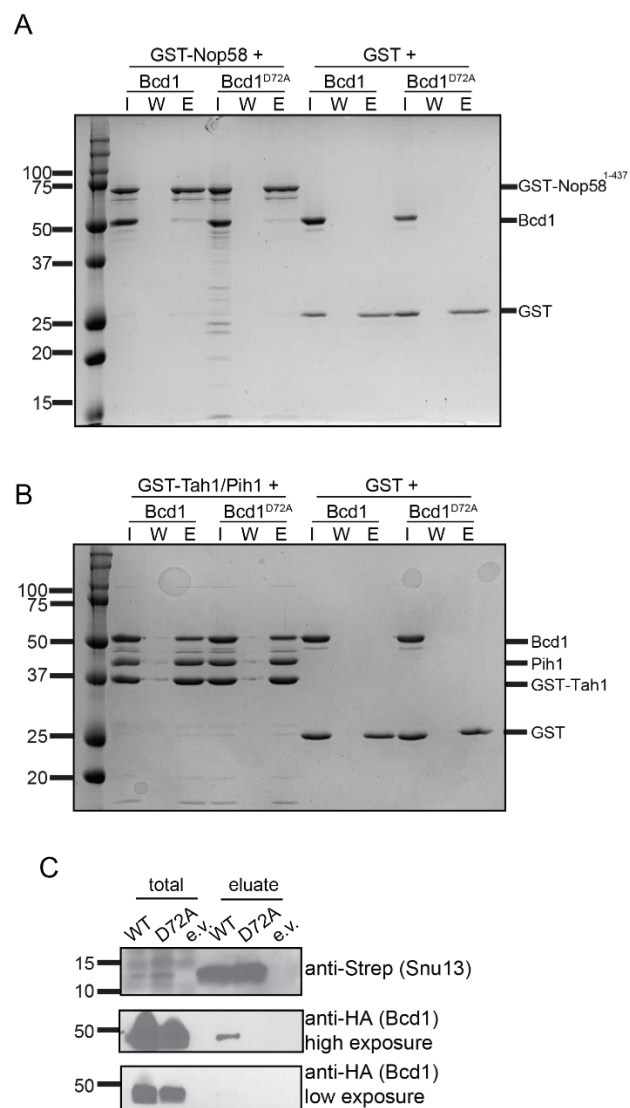 A
GST-Nop58 + GST +
Bcd1 Bcd1D72A Bcd1 Bcd1D72A
I W E I W E I W E I W E
100
75 GST-Nop58 1-437
50 Bcd1
37
25 GST
20
15
B
GST-Tah1/Pih1 + GST +
Bcd1 Bcd1D72A Bcd1 Bcd1D72A
I W E I W E I W E I W E
100
75
50 Bcd1
37 Pih1
GST-Tah1
25 GST
20
C
total eluate
WT D72A e.v. WT D72A e.v.
15 anti-Strep (Snu13)
10
50 anti-HA (Bcd1)
high exposure
50 anti-HA (Bcd1)
low exposure